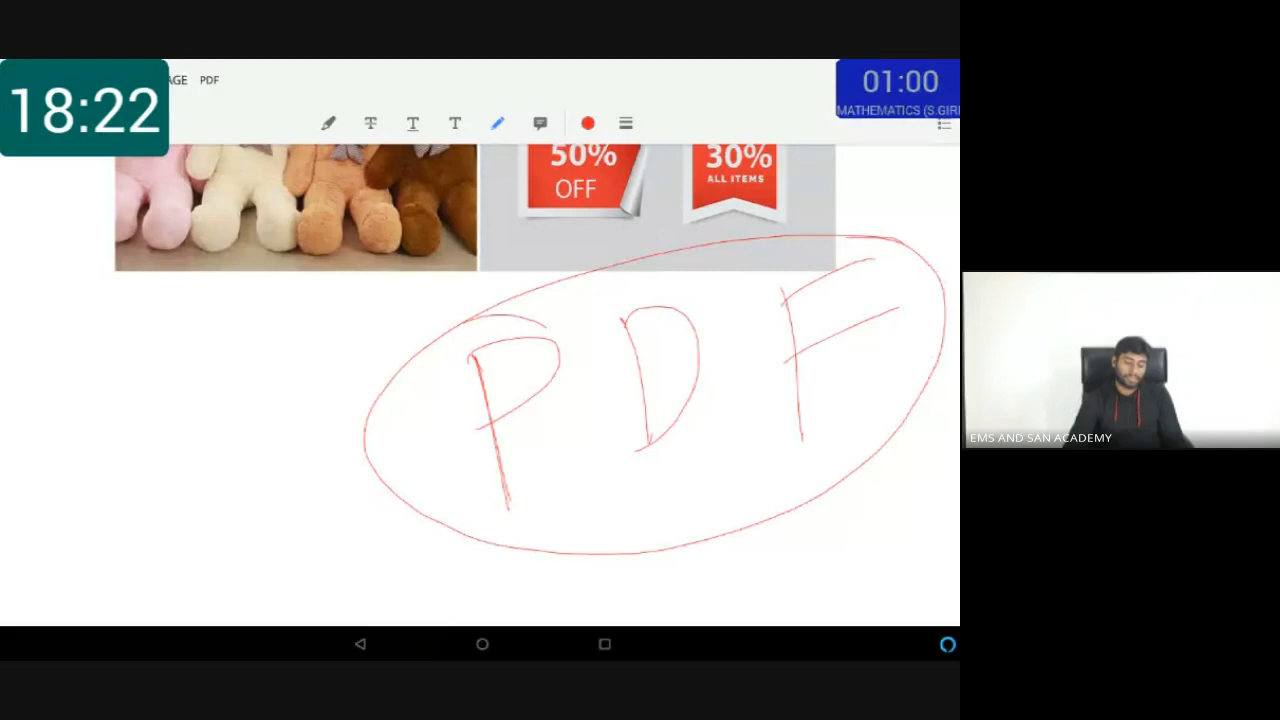 18:22
AGE PDF
01:00
MATHEMATICS (S.GIRI
T T T
50%
OFF
30%
ALL ITEMS
PDF
EMS AND SAN ACADEMY